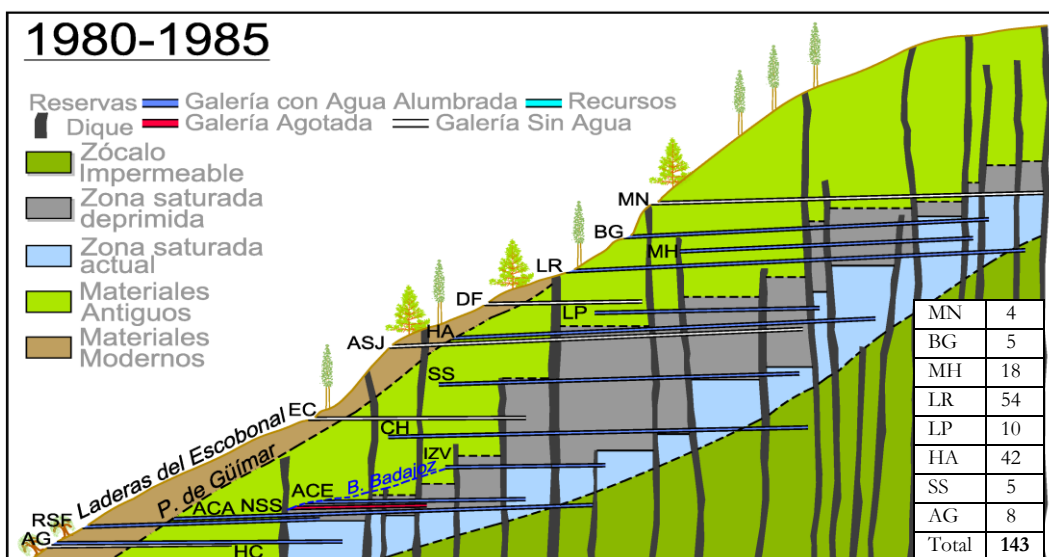 1980-1985
Reservas Galería con Agua Alumbrada Recursos
Dique Galería Agotada Galería Sin Agua
Zócalo
Impermeable
Zona saturada
deprimida
Zona saturada
actual
Materiales
Antiguos
Materiales
Modernos
MN
BG
MH
LR
DF
LP
HA
ASJ
SS
EC
CH
IZV
Laderas del Escobonal
P. de Güímar
B. Badajoz
ACE
NSS
ACA
RSF
AG
HC
MN 4
BG 5
MH 18
LR 54
LP 10
HA 42
SS 5
AG 8
Total 143